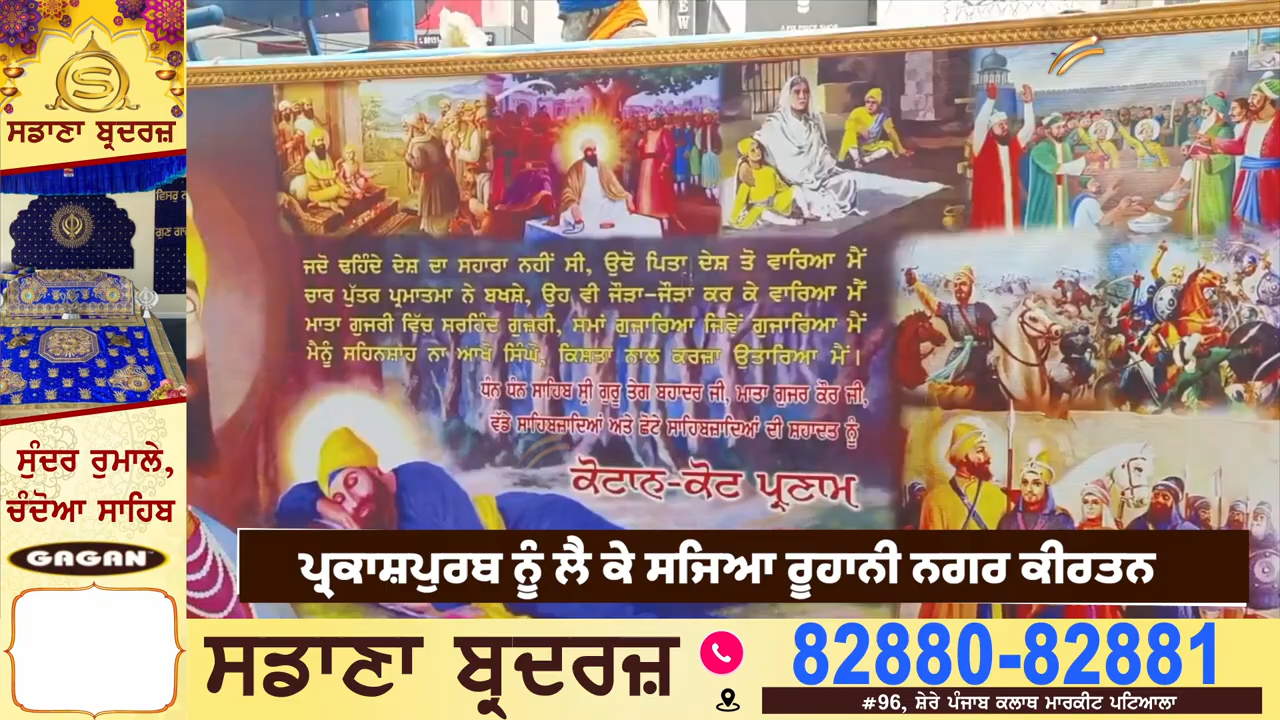 ਸਡਾਣਾ ਬ੍ਰਦਰਜ਼
ਸੁੰਦਰ ਰੁਮਾਲੇ,
ਚੰਦੋਆ ਸਾਹਿਬ
GAGAN
ਜਦੋ ਢਹਿੰਦੇ ਦੇਸ਼ ਦਾ ਸਹਾਰਾ ਨਹੀਂ ਸੀ, ਉਦੋ ਪਿਤਾ ਦੇਸ਼ ਤੋ ਵਾਰਿਆ ਮੈਂ
ਚਾਰ ਪੁੱਤਰ ਪ੍ਰਮਾਤਮਾ ਨੇ ਬਖਸ਼ੇ, ਉਹ ਵੀ ਜੌੜਾ-ਜੌੜਾ ਕਰ ਕੇ ਵਾਰਿਆ ਮੈਂ
ਮਾਤਾ ਗੁਜਰੀ ਵਿੱਚ ਸਰਹਿੰਦ ਗੁਜ਼ਰੀ, ਸਮਾਂ ਗੁਜ਼ਾਰਿਆ ਜਿਵੇਂ ਗੁਜਾਰਿਆ ਮੈਂ
ਮੈਨੂੰ ਸਹਿਨਸ਼ਾਹ ਨਾ ਆਖੋ ਸਿੰਘੋ, ਕਿਸ਼ਤਾ ਨਾਲ ਕਰਜ਼ਾ ਉਤਾਰਿਆ ਮੈਂ।
ਧੰਨ ਧੰਨ ਸਾਹਿਬ ਸ਼੍ਰੀ ਗੁਰੂ ਤੇਗ ਬਹਾਦਰ ਜੀ, ਮਾਤਾ ਗੁਜਰ ਕੌਰ ਜੀ,
ਵੱਡੇ ਸਾਹਿਬਜ਼ਾਦਿਆਂ ਅਤੇ ਛੋਟੇ ਸਾਹਿਬਜ਼ਾਦਿਆਂ ਦੀ ਸ਼ਹਾਦਤ ਨੂੰ
ਕੋਟਾਨ-ਕੋਟ ਪ੍ਰਣਾਮ
ਪ੍ਰਕਾਸ਼ਪੁਰਬ ਨੂੰ ਲੈ ਕੇ ਸਜਿਆ ਰੂਹਾਨੀ ਨਗਰ ਕੀਰਤਨ
ਸਡਾਣਾ ਬ੍ਰਦਰਜ਼
82880-82881
#96, ਸ਼ੇਰੇ ਪੰਜਾਬ ਕਲਾਥ ਮਾਰਕੀਟ ਪਟਿਆਲਾ